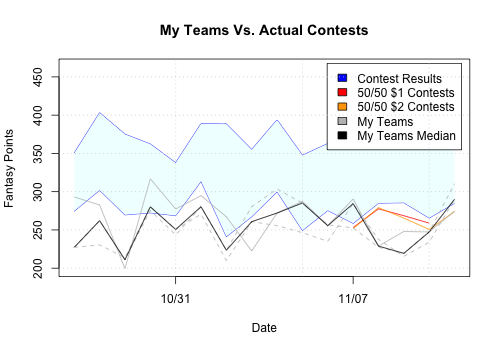 My Teams Vs. Actual Contests
Fantasy Points
450
400
350
300
250
200
Contest Results
50/50 $1 Contests
50/50 $2 Contests
My Teams
My Teams Median
10/31
11/07
Date